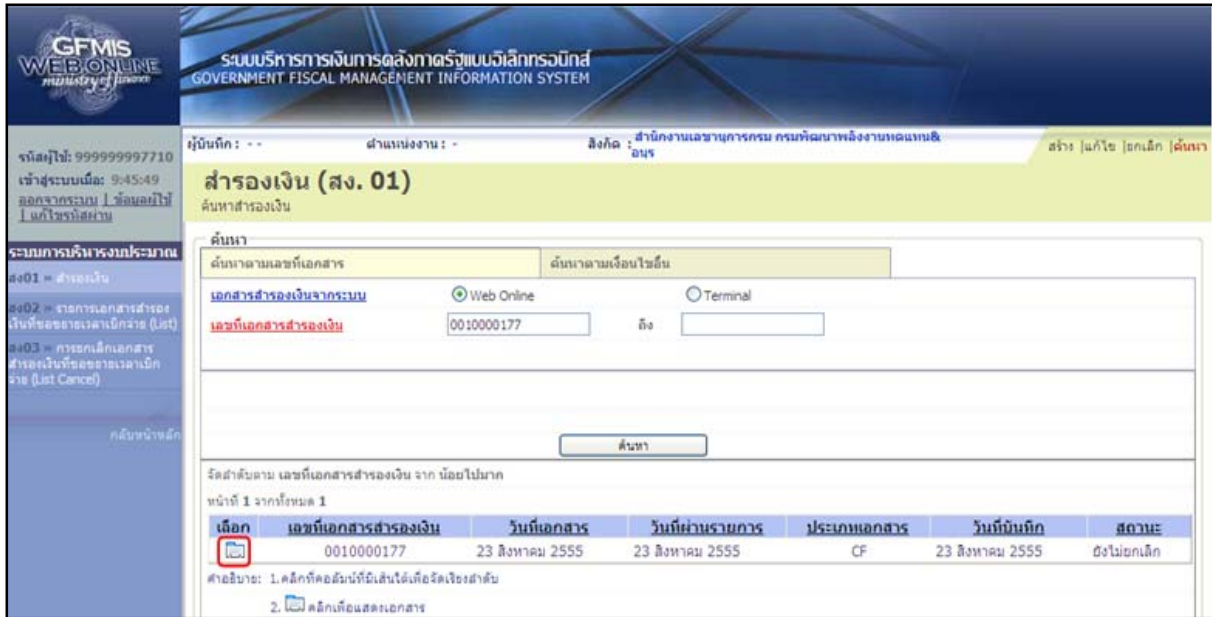 GFMIS
WEB ONLINE
ministry of finance
ระบบบริหารการเงินการคลังภาครัฐแบบอิเล็กทรอนิกส์
GOVERNMENT FISCAL MANAGEMENT INFORMATION SYSTEM
รหัสผู้ใช้: 999999997710
เข้าสู่ระบบเมื่อ: 9:45:49
ออกจากระบบ | ข้อมูลผู้ใช้
| แก้ไขรหัสผ่าน
ผู้บันทึก : - - ตำแหน่งงาน : - สังกัด : สำนักงานเลขานุการกรม กรมพัฒนาพลังงานทดแทน&
อนุร
สร้าง |แก้ไข |ยกเลิก |ค้นหา
สำรองเงิน (สง. 01)
ค้นหาสำรองเงิน
ระบบการบริหารงบประมาณ
สง01 » สำรองเงิน
สง02 » รายการเอกสารสำรอง
เงินที่ขอขยายเวลาเบิกจ่าย (List)
สง03 » การยกเลิกเอกสาร
สำรองเงินที่ขอขยายเวลาเบิก
จ่าย (List Cancel)
กลับหน้าหลัก
ค้นหา
ค้นหาตามเลขที่เอกสาร ค้นหาตามเงื่อนไขอื่น
เอกสารสำรองเงินจากระบบ Web Online Terminal
เลขที่เอกสารสำรองเงิน 0010000177 ถึง
ค้นหา
จัดลำดับตาม เลขที่เอกสารสำรองเงิน จาก น้อยไปมาก
หน้าที่ 1 จากทั้งหมด 1
เลือก เลขที่เอกสารสำรองเงิน วันที่เอกสาร วันที่ผ่านรายการ ประเภทเอกสาร วันที่บันทึก สถานะ
0010000177 23 สิงหาคม 2555 23 สิงหาคม 2555 CF 23 สิงหาคม 2555 ยังไม่ยกเลิก
คำอธิบาย: 1.คลิกที่คอลัมน์ที่มีเส้นใต้เพื่อจัดเรียงลำดับ
2. คลิกเพื่อแสดงเอกสาร